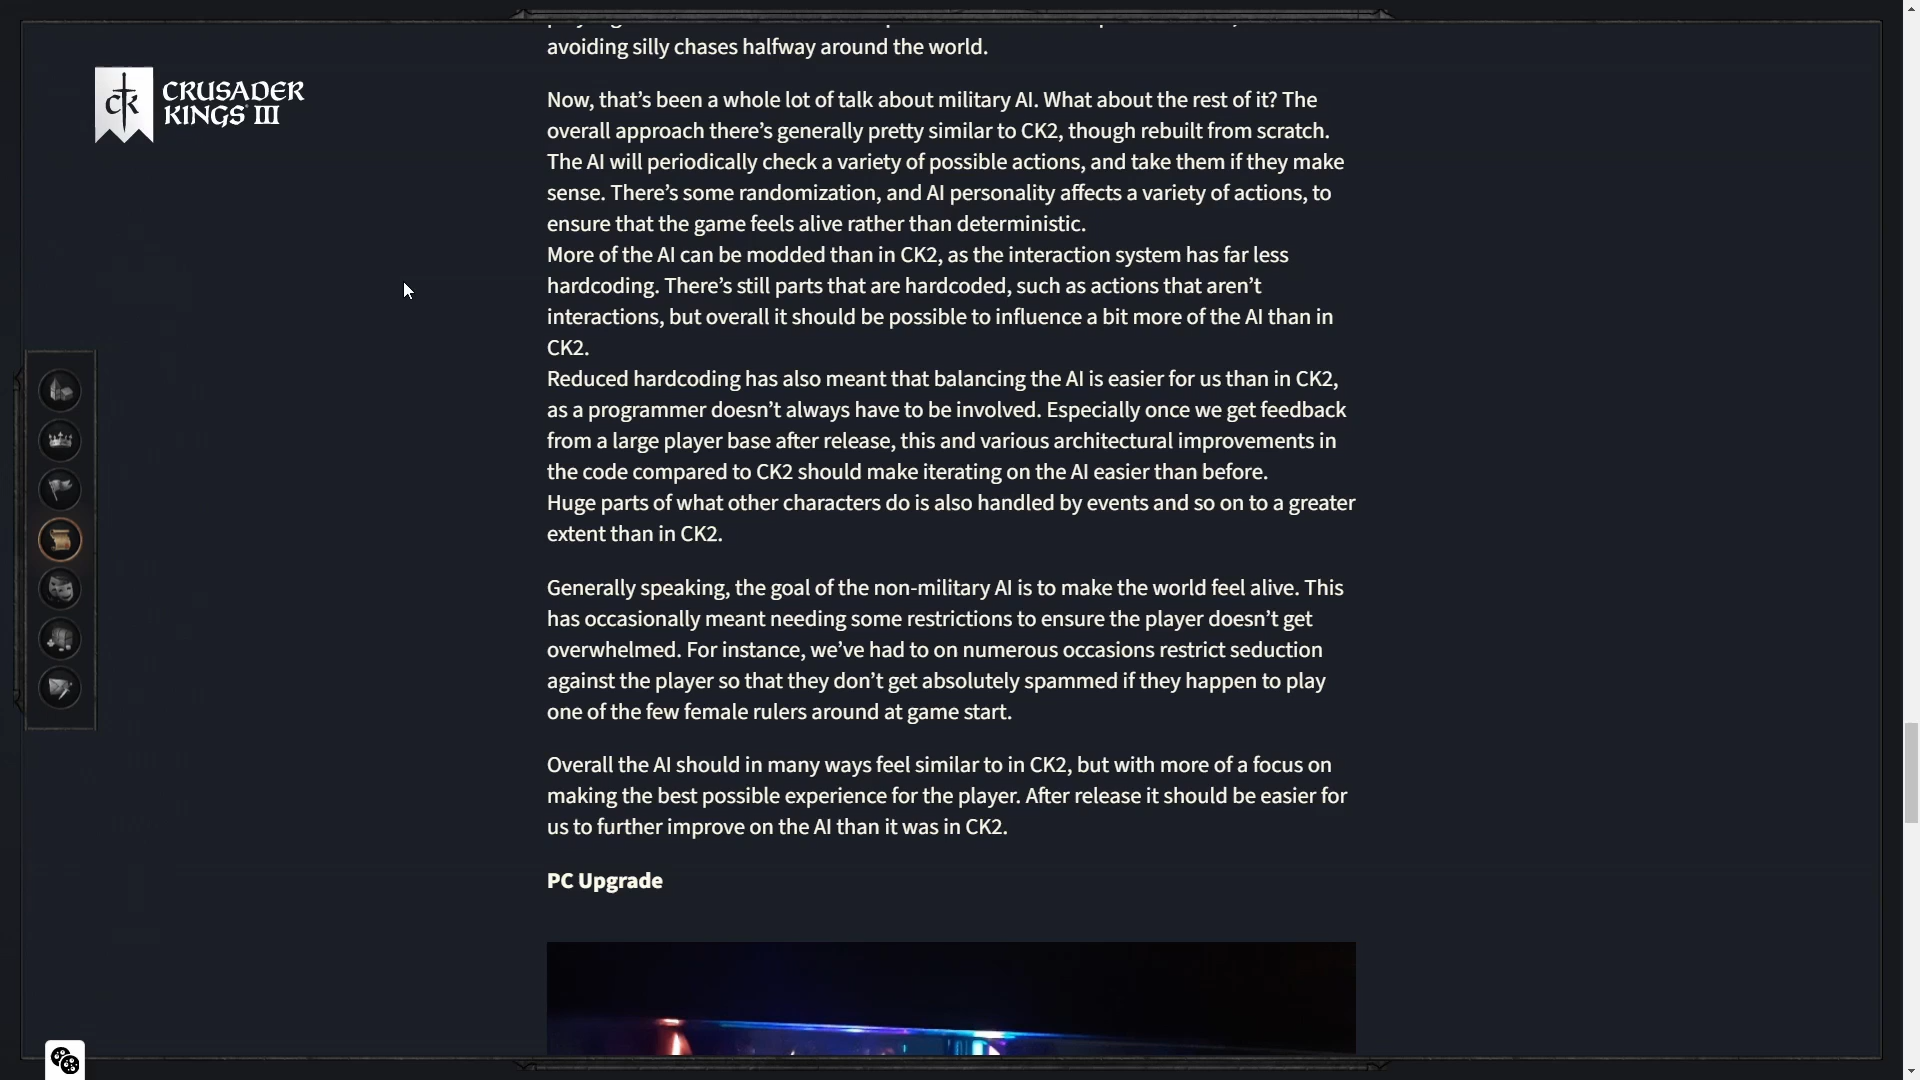 avoiding silly chases halfway around the world.
CK
CRUSADER
KINGS III
Now, that’s been a whole lot of talk about military AI. What about the rest of it? The
overall approach there’s generally pretty similar to CK2, though rebuilt from scratch.
The AI will periodically check a variety of possible actions, and take them if they make
sense. There’s some randomization, and AI personality affects a variety of actions, to
ensure that the game feels alive rather than deterministic.
More of the AI can be modded than in CK2, as the interaction system has far less
hardcoding. There’s still parts that are hardcoded, such as actions that aren’t
interactions, but overall it should be possible to influence a bit more of the AI than in
CK2.
Reduced hardcoding has also meant that balancing the AI is easier for us than in CK2,
as a programmer doesn’t always have to be involved. Especially once we get feedback
from a large player base after release, this and various architectural improvements in
the code compared to CK2 should make iterating on the AI easier than before.
Huge parts of what other characters do is also handled by events and so on to a greater
extent than in CK2.
Generally speaking, the goal of the non-military AI is to make the world feel alive. This
has occasionally meant needing some restrictions to ensure the player doesn’t get
overwhelmed. For instance, we’ve had to on numerous occasions restrict seduction
against the player so that they don’t get absolutely spammed if they happen to play
one of the few female rulers around at game start.
Overall the AI should in many ways feel similar to in CK2, but with more of a focus on
making the best possible experience for the player. After release it should be easier for
us to further improve on the AI than it was in CK2.
PC Upgrade